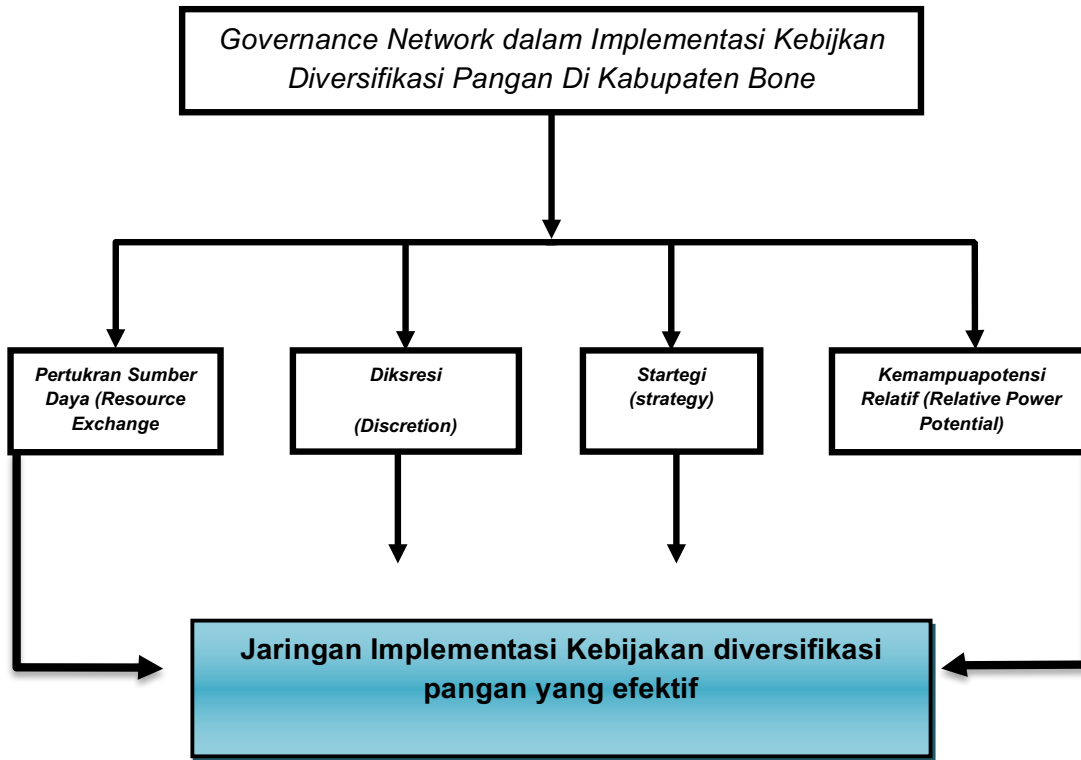 Governance Network dalam Implementasi Kebijkan
Diversifikasi Pangan Di Kabupaten Bone
Pertukran Sumber
Daya (Resource
Exchange
Diksresi
(Discretion)
Startegi
(strategy)
Kemampuapotensi
Relatif (Relative Power
Potential)
Jaringan Implementasi Kebijakan diversifikasi
pangan yang efektif